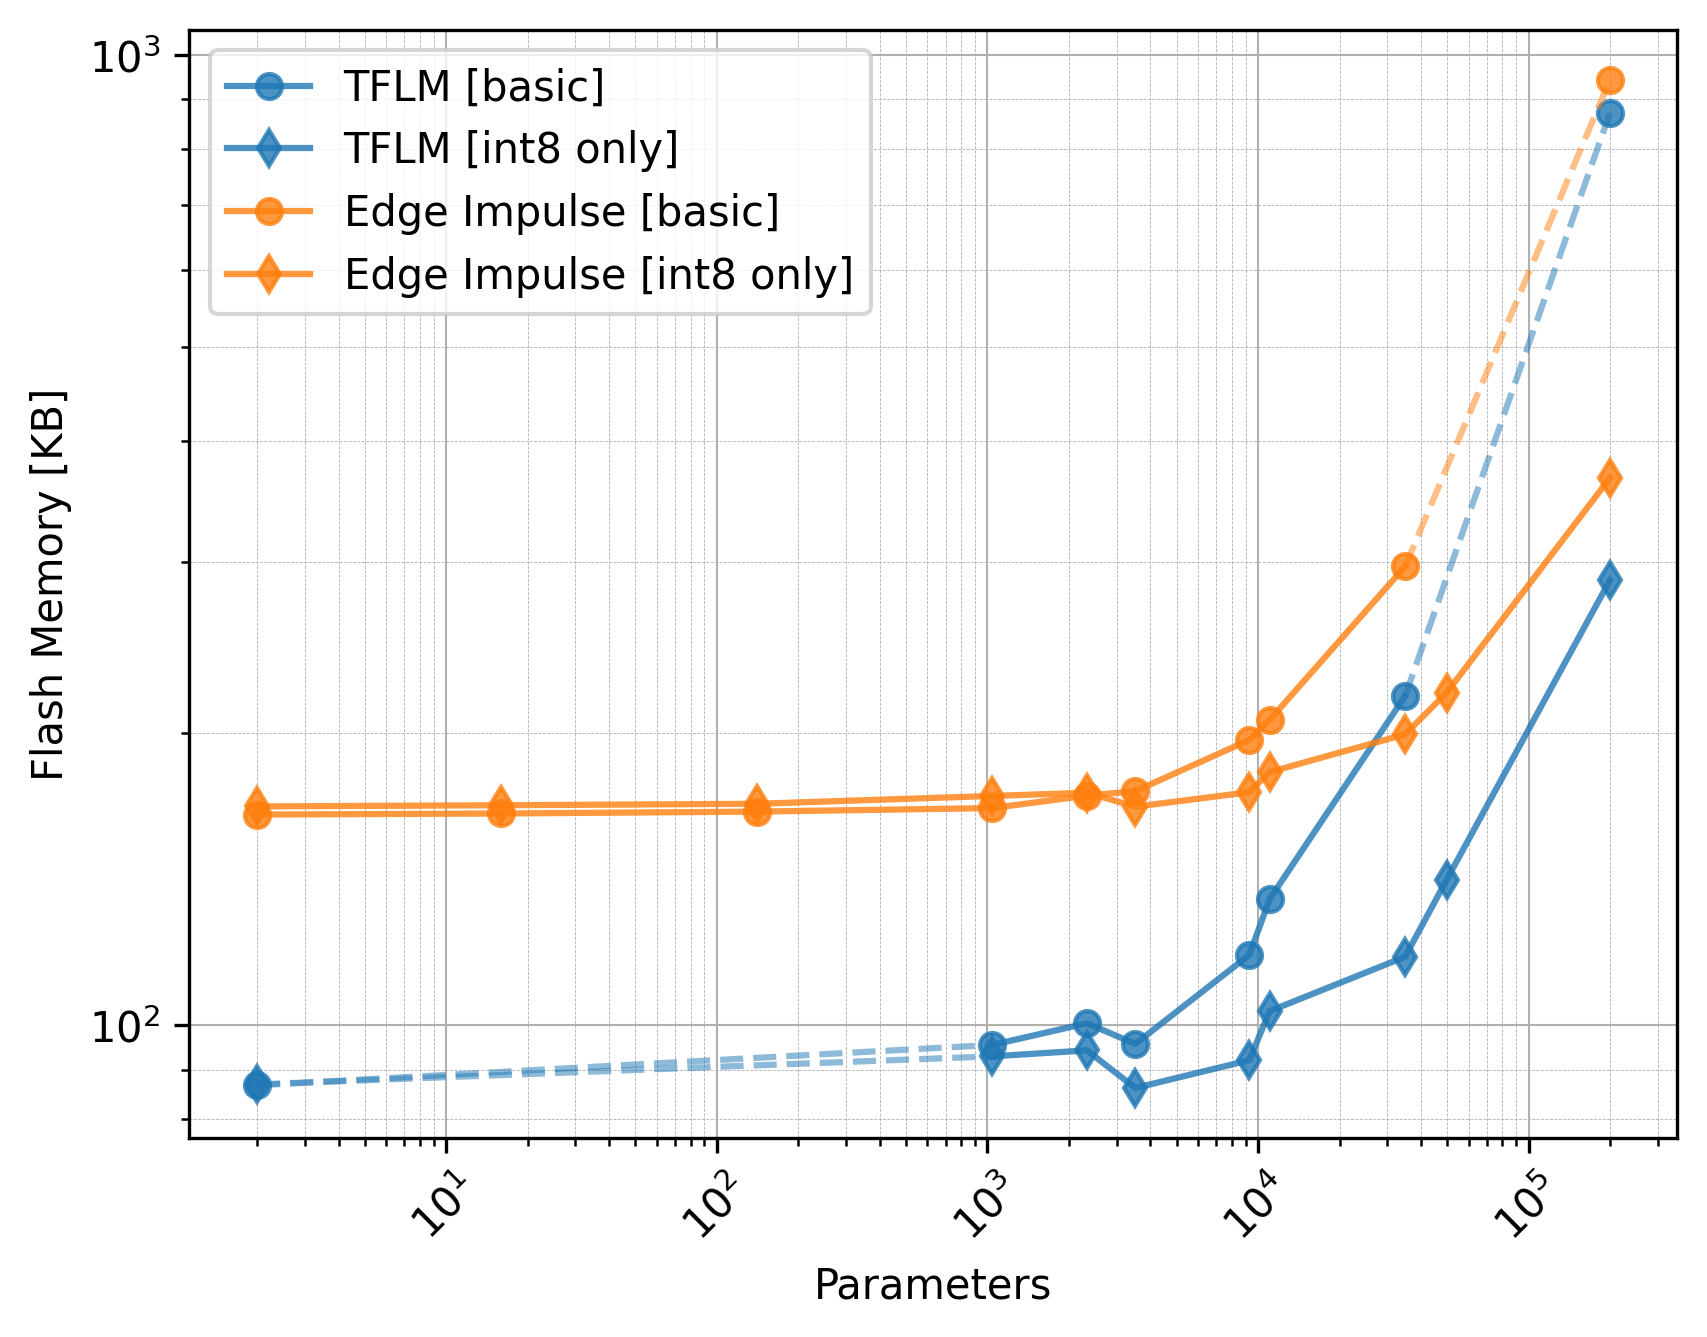 10³
TFLM [basic]
TFLM [int8 only]
Edge Impulse [basic]
Edge Impulse [int8 only]
Flash Memory [KB]
10²
10¹ 10² 10³ 10⁴ 10⁵
Parameters